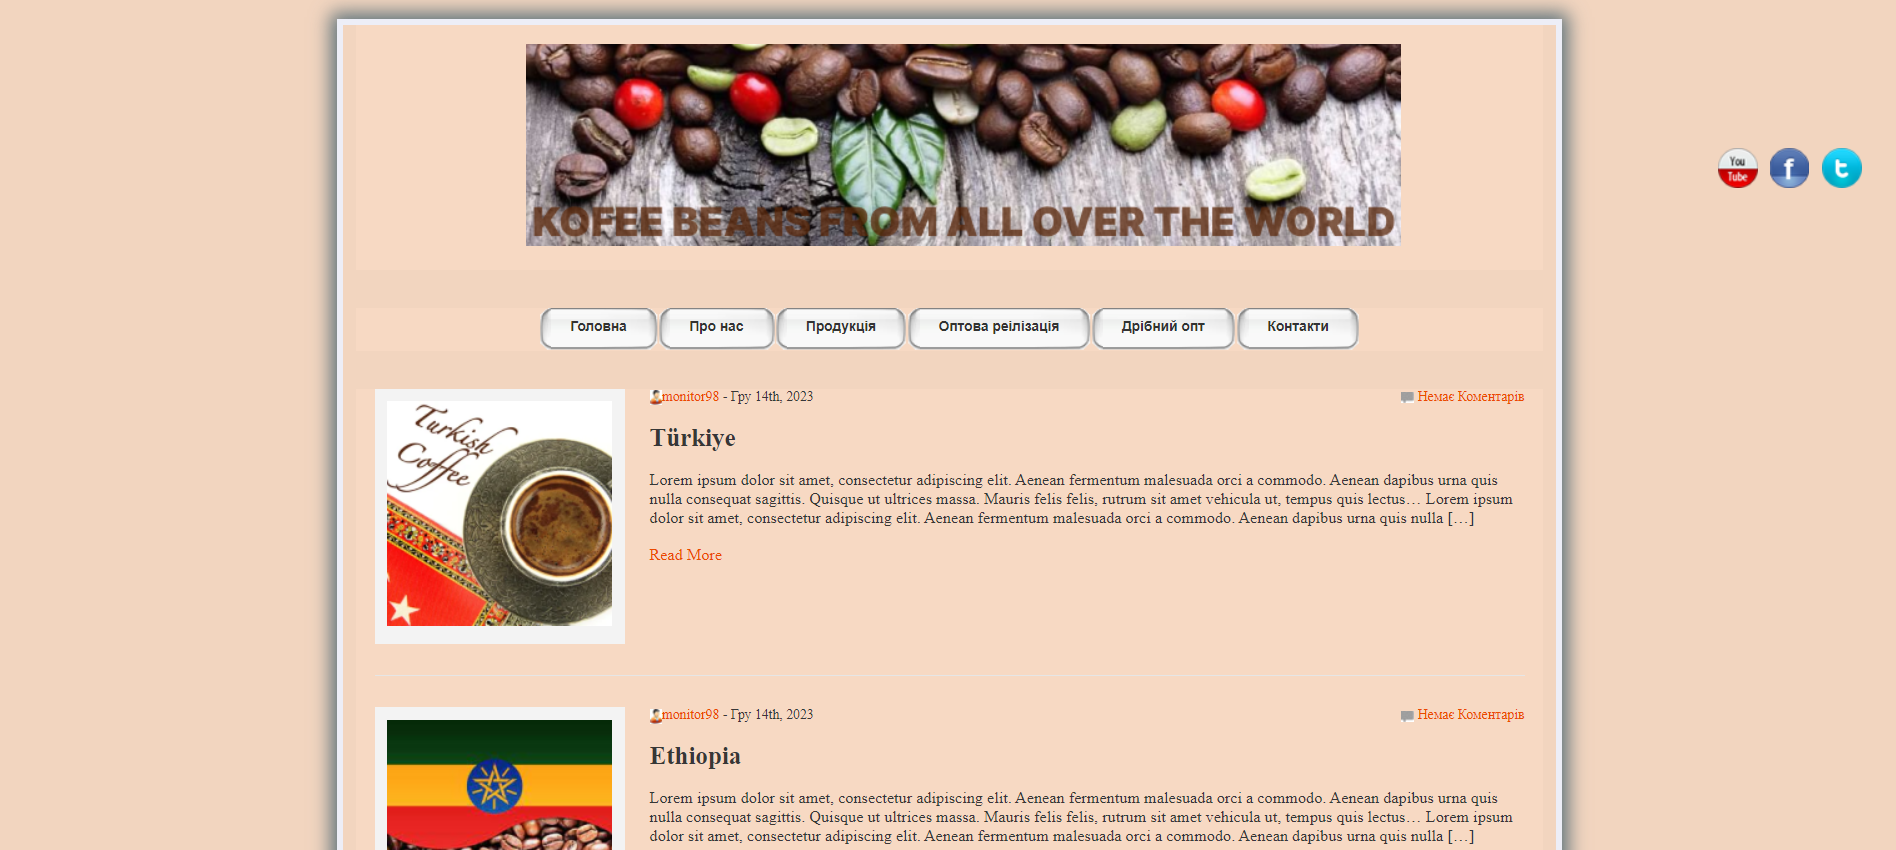 KOFEE BEANS FROM ALL OVER THE WORLD
You
Tube
f
t
Головна
Про нас
Продукція
Оптова реілізація
Дрібний опт
Контакти
Turkish
Coffee
monitor98 - Гру 14th, 2023
Немає Коментарів
Türkiye
Lorem ipsum dolor sit amet, consectetur adipiscing elit. Aenean fermentum malesuada orci a commodo. Aenean dapibus urna quis
nulla consequat sagittis. Quisque ut ultrices massa. Mauris felis felis, rutrum sit amet vehicula ut, tempus quis lectus… Lorem ipsum
dolor sit amet, consectetur adipiscing elit. Aenean fermentum malesuada orci a commodo. Aenean dapibus urna quis nulla […]
Read More
monitor98 - Гру 14th, 2023
Немає Коментарів
Ethiopia
Lorem ipsum dolor sit amet, consectetur adipiscing elit. Aenean fermentum malesuada orci a commodo. Aenean dapibus urna quis
nulla consequat sagittis. Quisque ut ultrices massa. Mauris felis felis, rutrum sit amet vehicula ut, tempus quis lectus… Lorem ipsum
dolor sit amet, consectetur adipiscing elit. Aenean fermentum malesuada orci a commodo. Aenean dapibus urna quis nulla […]